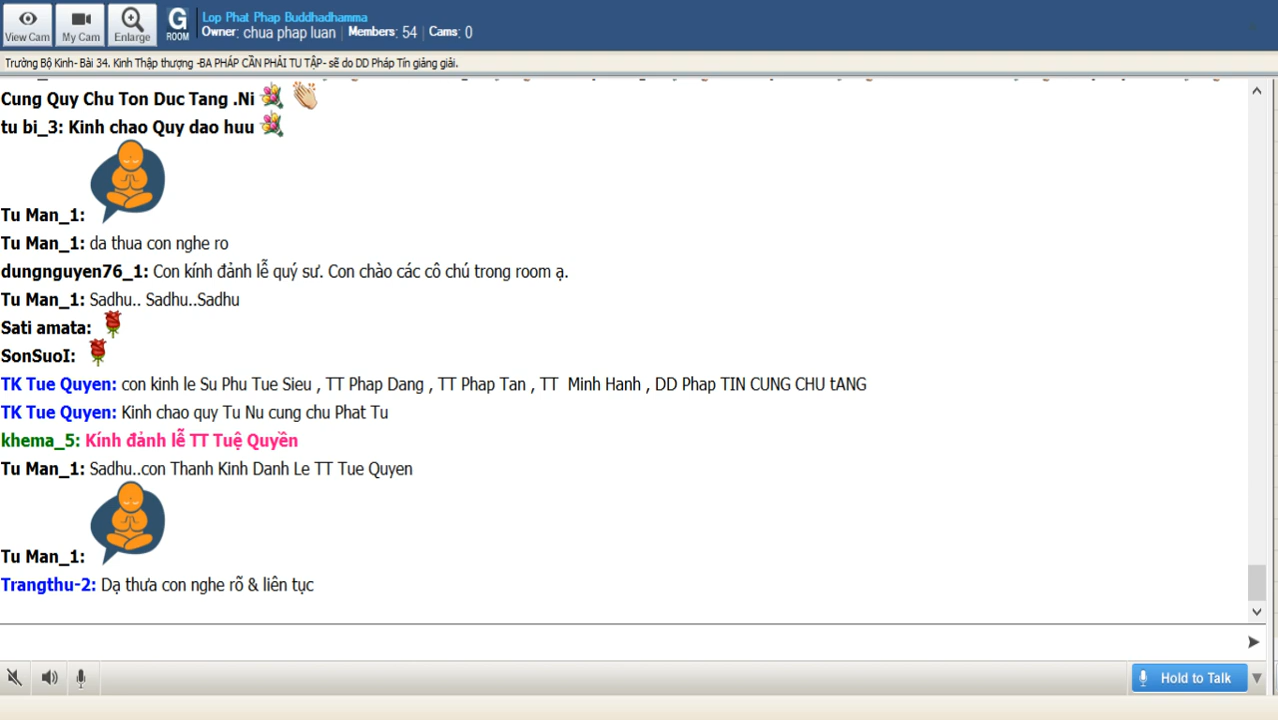 View Cam
My Cam
Enlarge
G
ROOM
Lop Phat Phap Buddhadhamma
Owner: chua phap luan | Members: 54 | Cams: 0
Trường Bộ Kinh- Bài 34. Kinh Thập thượng -BA PHÁP CẦN PHẢI TU TẬP- sẽ do DD Pháp Tín giảng giải.
Cung Quy Chu Ton Duc Tang .Ni
tu bi_3: Kinh chao Quy dao huu
Tu Man_1:
Tu Man_1: da thua con nghe ro
dungnguyen76_1: Con kính đảnh lễ quý sư. Con chào các cô chú trong room ạ.
Tu Man_1: Sadhu.. Sadhu..Sadhu
Sati amata:
SonSuoI:
TK Tue Quyen: con kinh le Su Phu Tue Sieu , TT Phap Dang , TT Phap Tan , TT Minh Hanh , DD Phap TIN CUNG CHU tANG
TK Tue Quyen: Kinh chao quy Tu Nu cung chu Phat Tu
khema_5: Kính đảnh lễ TT Tuệ Quyền
Tu Man_1: Sadhu..con Thanh Kinh Danh Le TT Tue Quyen
Tu Man_1:
Trangthu-2: Dạ thưa con nghe rõ & liên tục
Hold to Talk